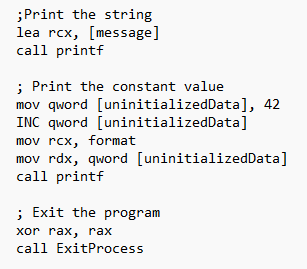 ;Print the string
lea rcx, [message]
call printf
; Print the constant value
mov qword [uninitializedData], 42
INC qword [uninitializedData]
mov rcx, format
mov rdx, qword [uninitializedData]
call printf
; Exit the program
xor rax, rax
call ExitProcess